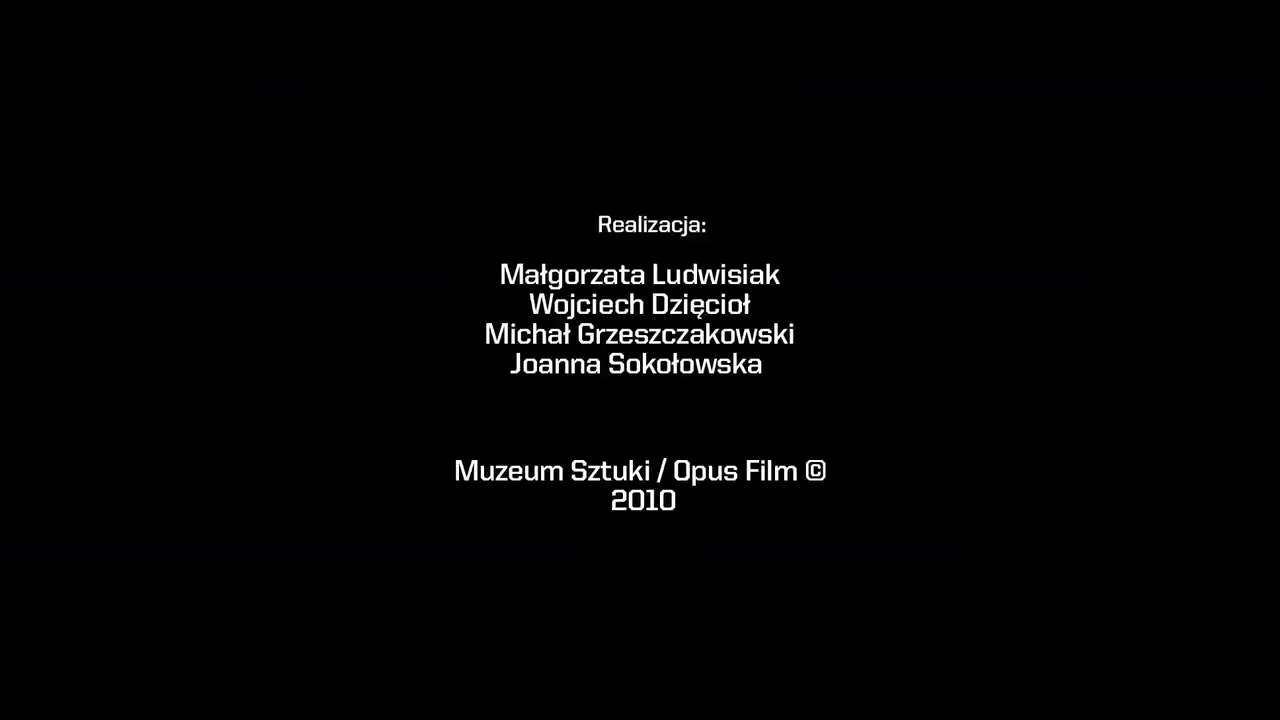 Realizacja:
Małgorzata Ludwisiak
Wojciech Dzięcioł
Michał Grzeszczakowski
Joanna Sokołowska
Muzeum Sztuki / Opus Film ©
2010